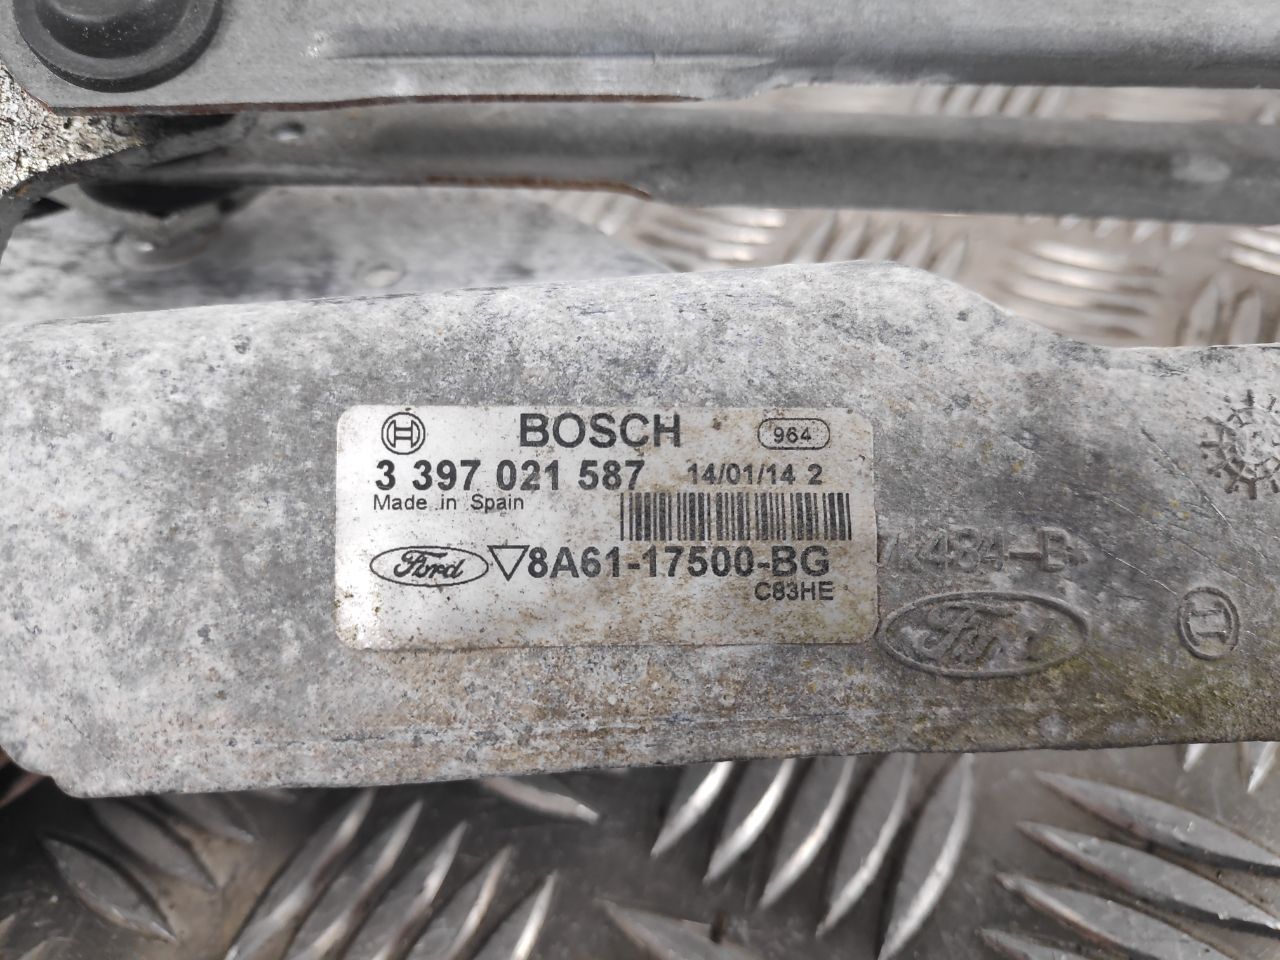 BOSCH 964
3 397 021 587 14/01/14 2
Made in Spain
Ford 8A61-17500-BG
C83HE
Ford